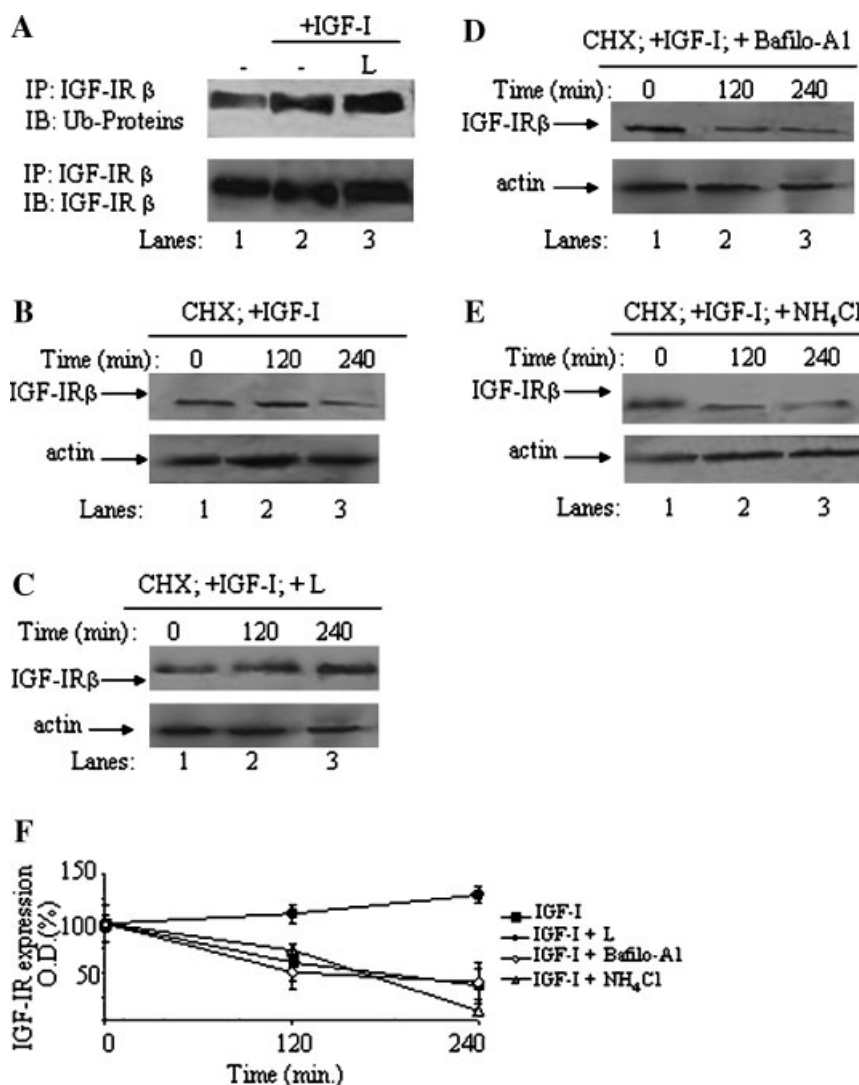 A
+IGF-I
- - L
IP: IGF-IR β
IB: Ub-Proteins
IP: IGF-IR β
IB: IGF-IR β
Lanes: 1 2 3
B
CHX; +IGF-I
Time (min): 0 120 240
IGF-IRβ
actin
Lanes: 1 2 3
C
CHX; +IGF-I; + L
Time (min): 0 120 240
IGF-IRβ
actin
Lanes: 1 2 3
D
CHX; +IGF-I; + Bafilo-A1
Time (min): 0 120 240
IGF-IRβ
actin
Lanes: 1 2 3
E
CHX; +IGF-I; +NH₄Cl
Time (min): 0 120 240
IGF-IRβ
actin
Lanes: 1 2 3
F
IGF-IR expression
O.D.(%)
150
100
50
0 120 240
Time (min.)
IGF-I
IGF-I + L
IGF-I + Bafilo-A1
IGF-I + NH₄Cl